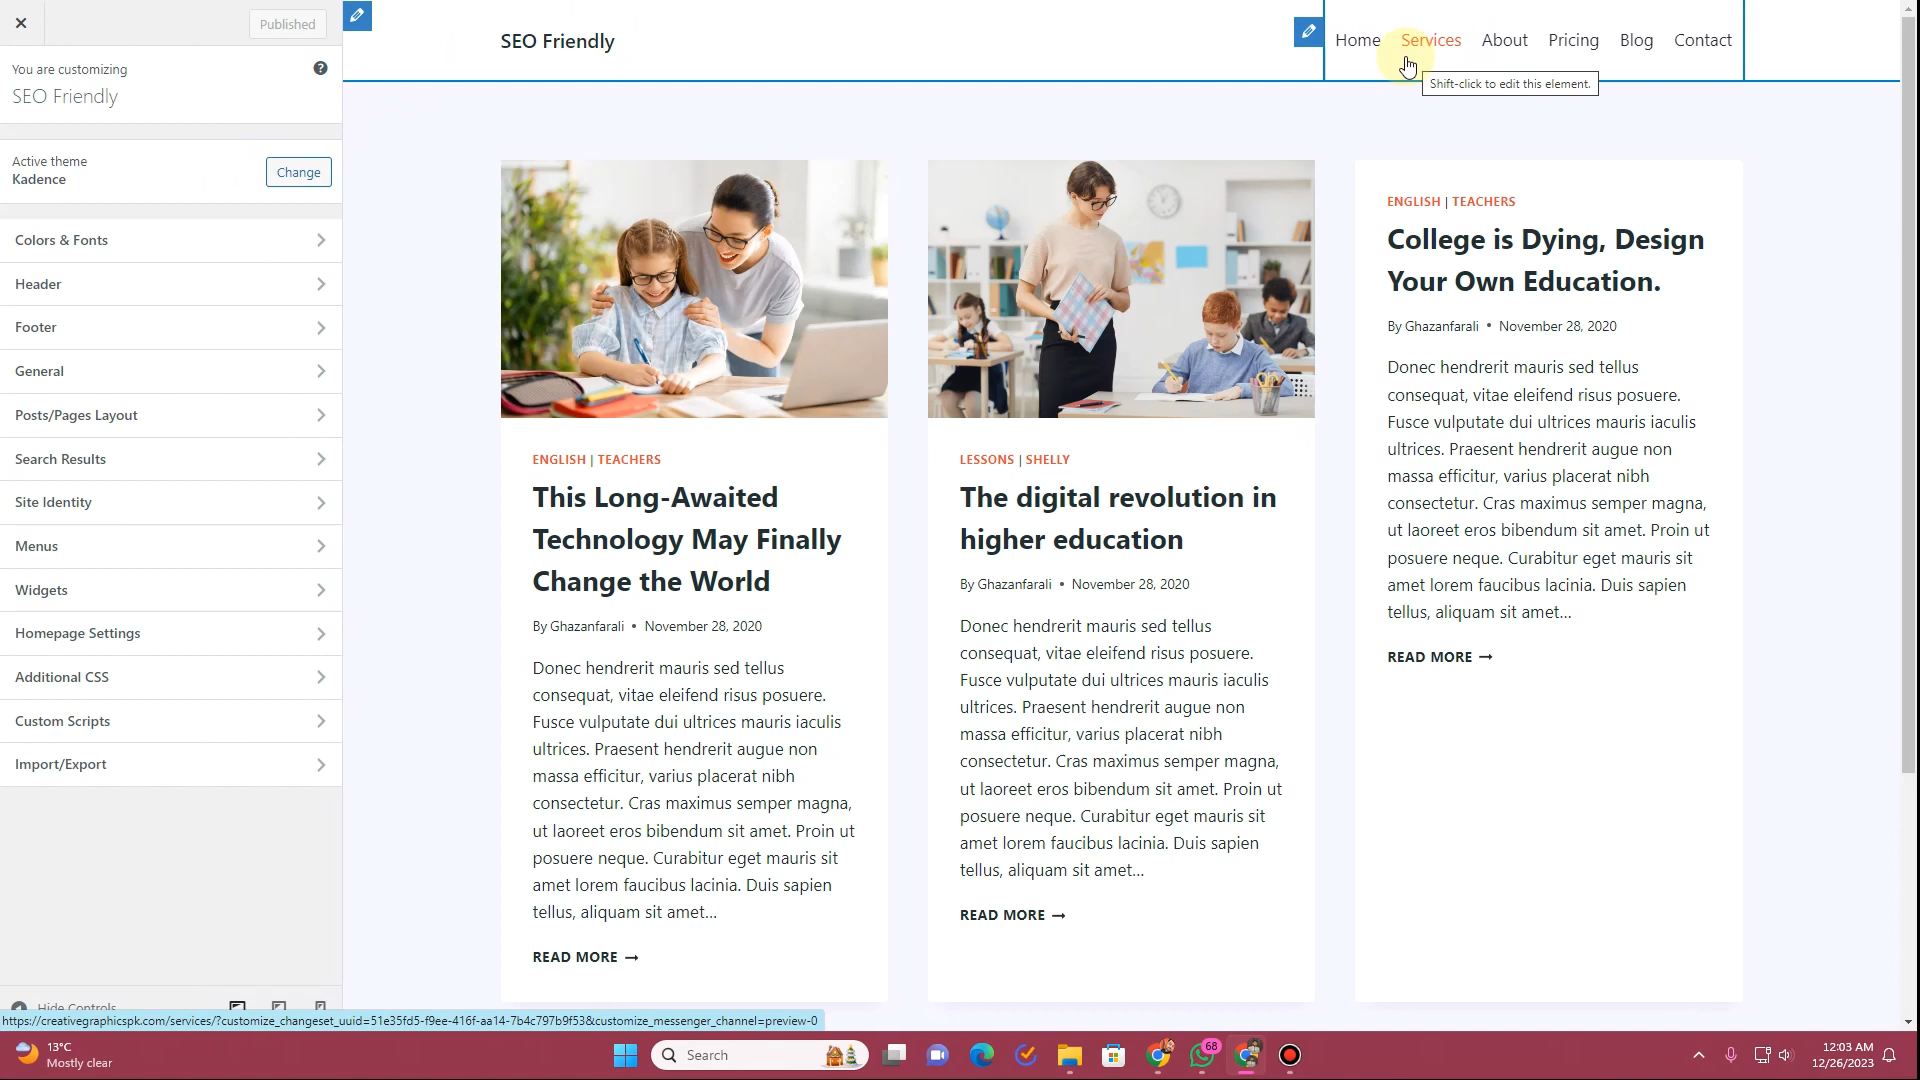 Published
You are customizing
SEO Friendly
Active theme
Kadence
Change
Colors & Fonts
Header
Footer
General
Posts/Pages Layout
Search Results
Site Identity
Menus
Widgets
Homepage Settings
Additional CSS
Custom Scripts
Import/Export
Hide Controls
SEO Friendly
Home Services About Pricing Blog Contact
Shift-click to edit this element.
ENGLISH | TEACHERS
This Long-Awaited
Technology May Finally
Change the World
By Ghazanfarali • November 28, 2020
Donec hendrerit mauris sed tellus
consequat, vitae eleifend risus posuere.
Fusce vulputate dui ultrices mauris iaculis
ultrices. Praesent hendrerit augue non
massa efficitur, varius placerat nibh
consectetur. Cras maximus semper magna,
ut laoreet eros bibendum sit amet. Proin ut
posuere neque. Curabitur eget mauris sit
amet lorem faucibus lacinia. Duis sapien
tellus, aliquam sit amet...
READ MORE →
LESSONS | SHELLY
The digital revolution in
higher education
By Ghazanfarali • November 28, 2020
Donec hendrerit mauris sed tellus
consequat, vitae eleifend risus posuere.
Fusce vulputate dui ultrices mauris iaculis
ultrices. Praesent hendrerit augue non
massa efficitur, varius placerat nibh
consectetur. Cras maximus semper magna,
ut laoreet eros bibendum sit amet. Proin ut
posuere neque. Curabitur eget mauris sit
amet lorem faucibus lacinia. Duis sapien
tellus, aliquam sit amet...
READ MORE →
ENGLISH | TEACHERS
College is Dying, Design
Your Own Education.
By Ghazanfarali • November 28, 2020
Donec hendrerit mauris sed tellus
consequat, vitae eleifend risus posuere.
Fusce vulputate dui ultrices mauris iaculis
ultrices. Praesent hendrerit augue non
massa efficitur, varius placerat nibh
consectetur. Cras maximus semper magna,
ut laoreet eros bibendum sit amet. Proin ut
posuere neque. Curabitur eget mauris sit
amet lorem faucibus lacinia. Duis sapien
tellus, aliquam sit amet...
READ MORE →
https://creativegraphicspk.com/services/?customize_changeset_uuid=51e35fd5-f9ee-416f-aa14-7b4c797b9f53&customize_messenger_channel=preview-0
13°C
Mostly clear
Search
68
12:03 AM
12/26/2023